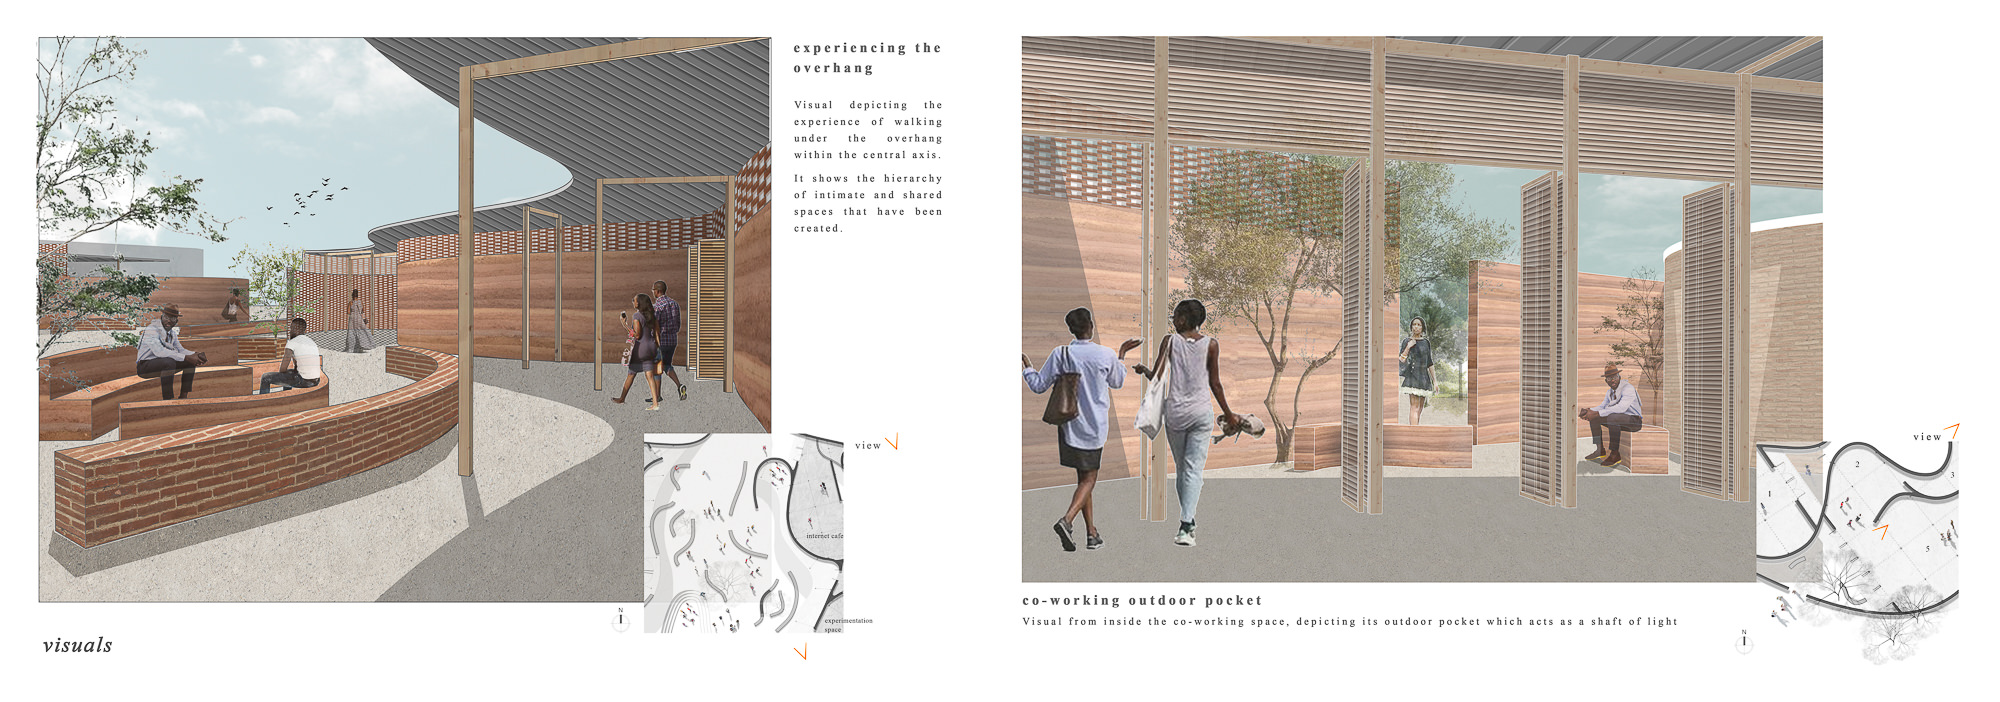 experiencing the
overhang
Visual depicting the
experience of walking
under the overhang
within the central axis.
It shows the hierarchy
of intimate and shared
spaces that have been
created.
view
internet cafe
experimentation
space
N
visuals
view
1
2
3
5
co-working outdoor pocket
Visual from inside the co-working space, depicting its outdoor pocket which acts as a shaft of light
N